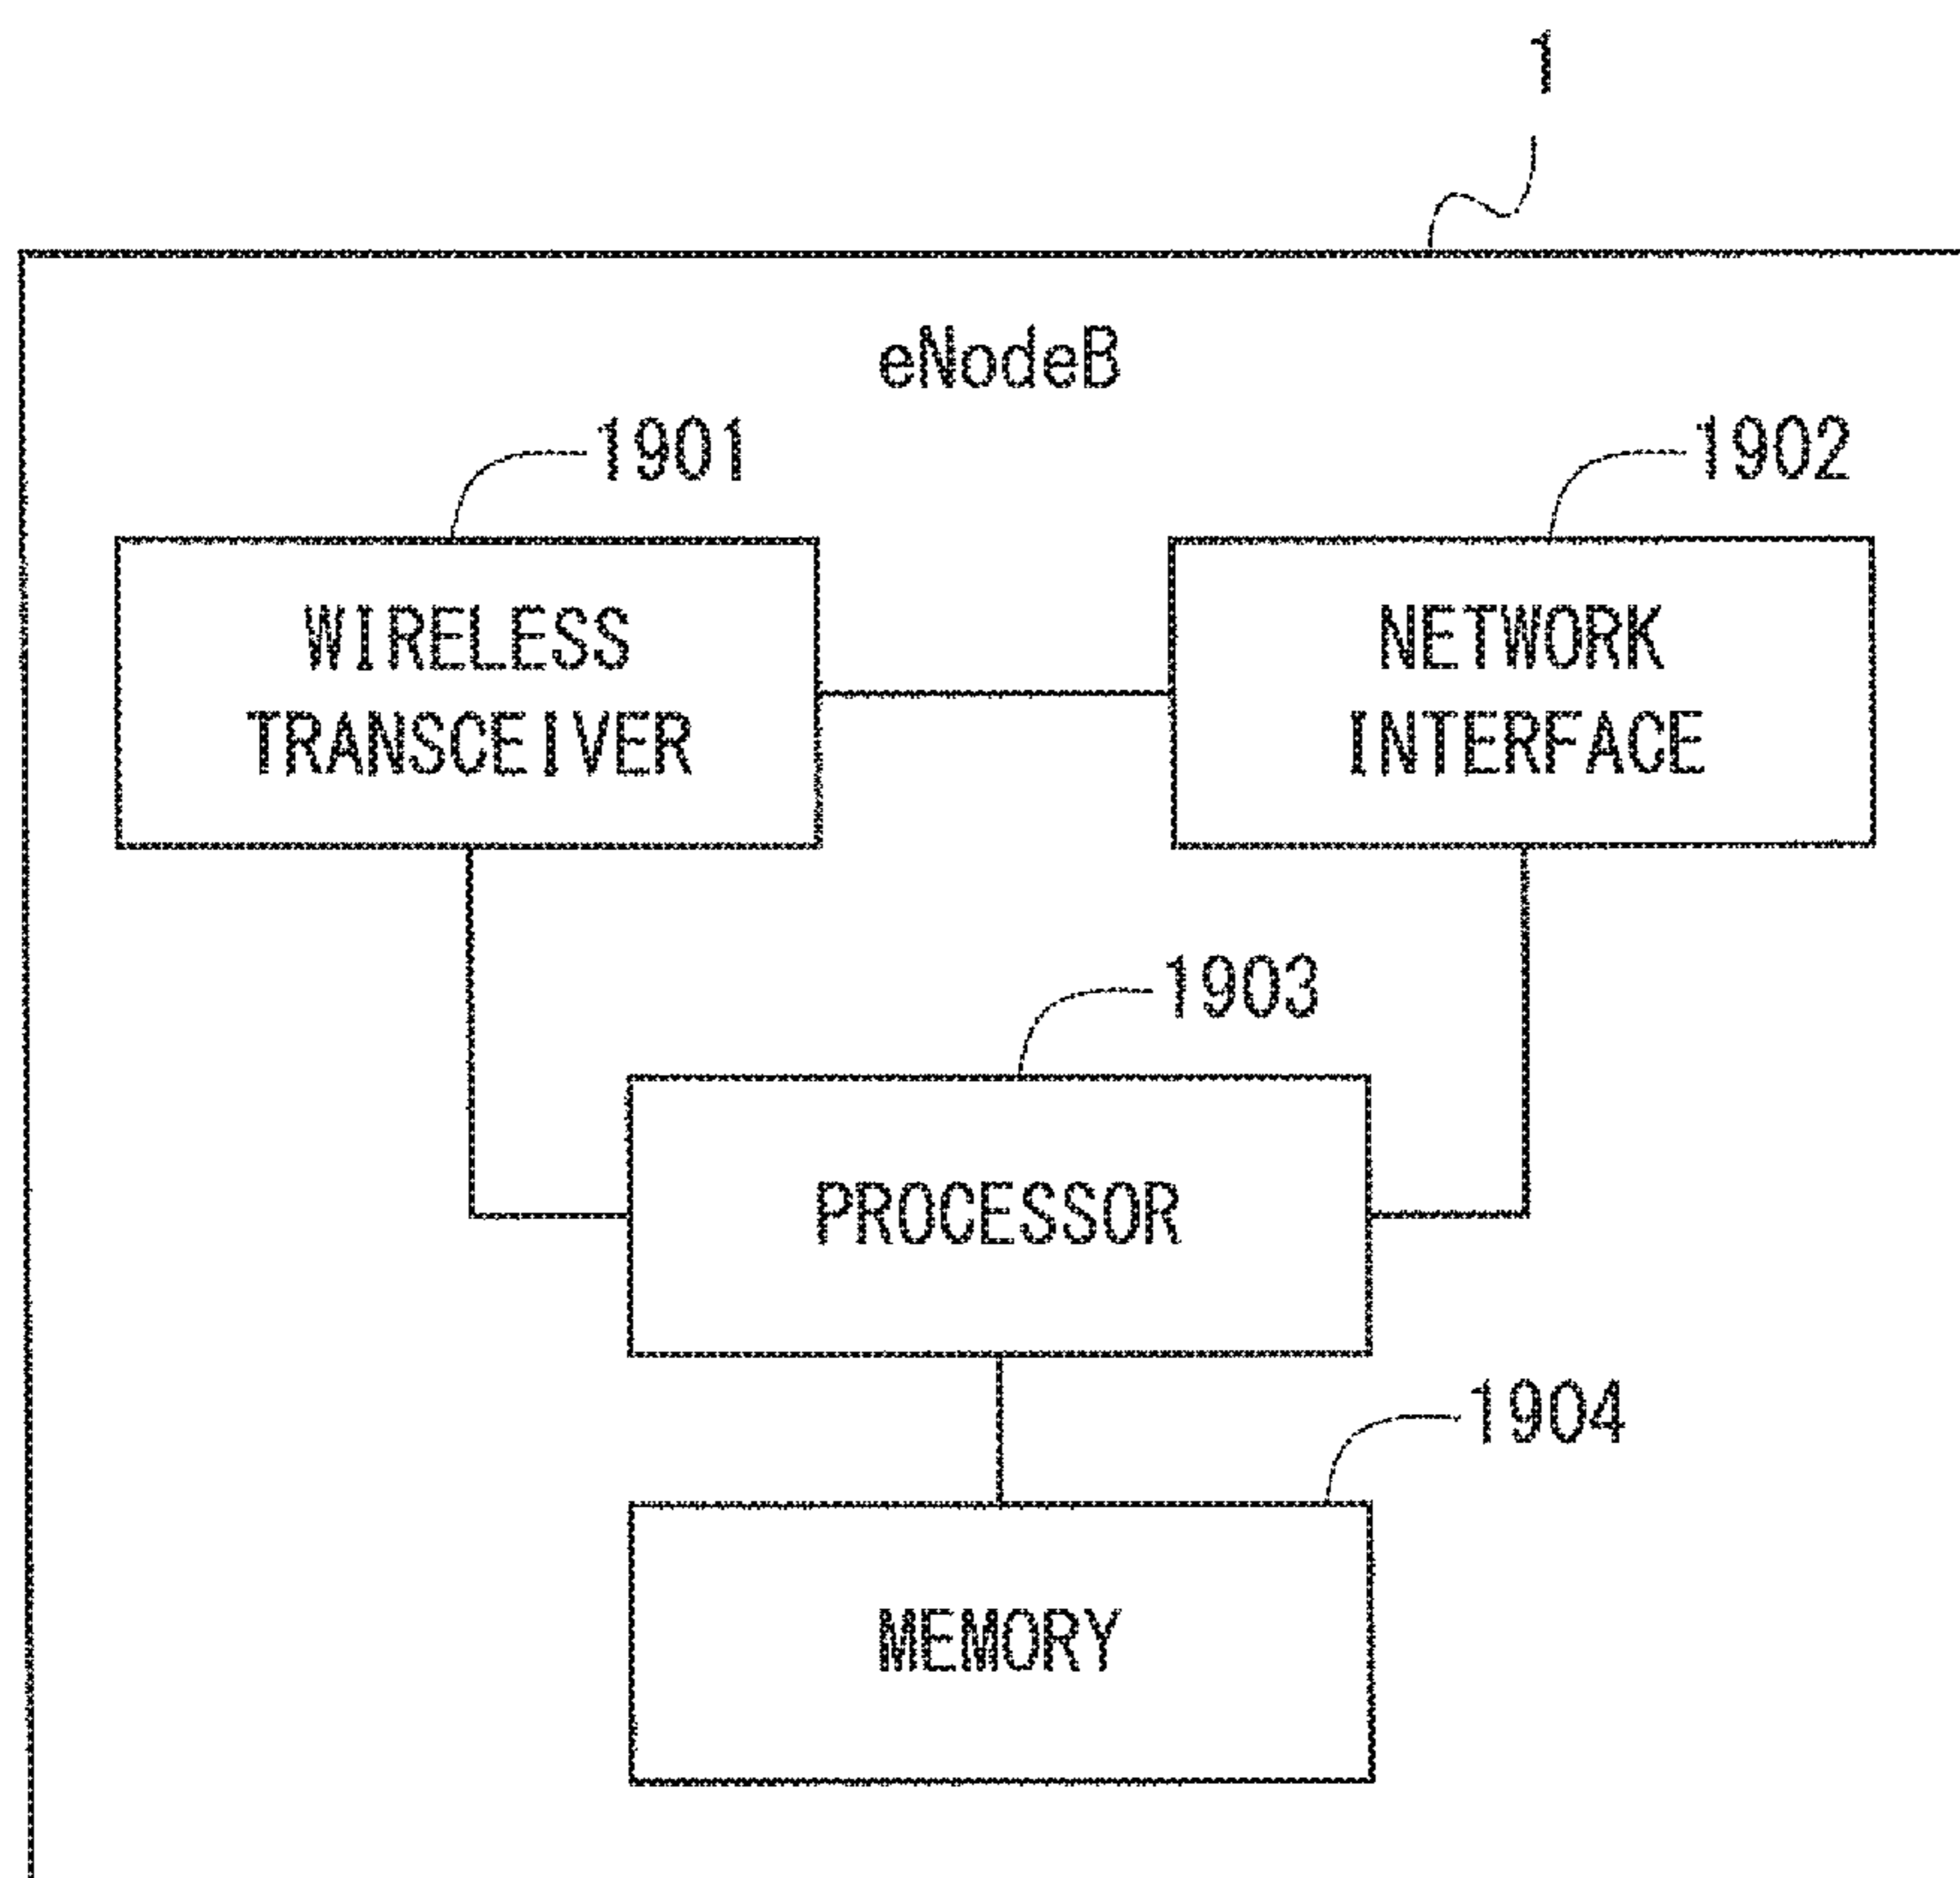 1
eNodeB
1901
1902
WIRELESS
TRANSCEIVER
NETWORK
INTERFACE
1903
PROCESSOR
1904
MEMORY